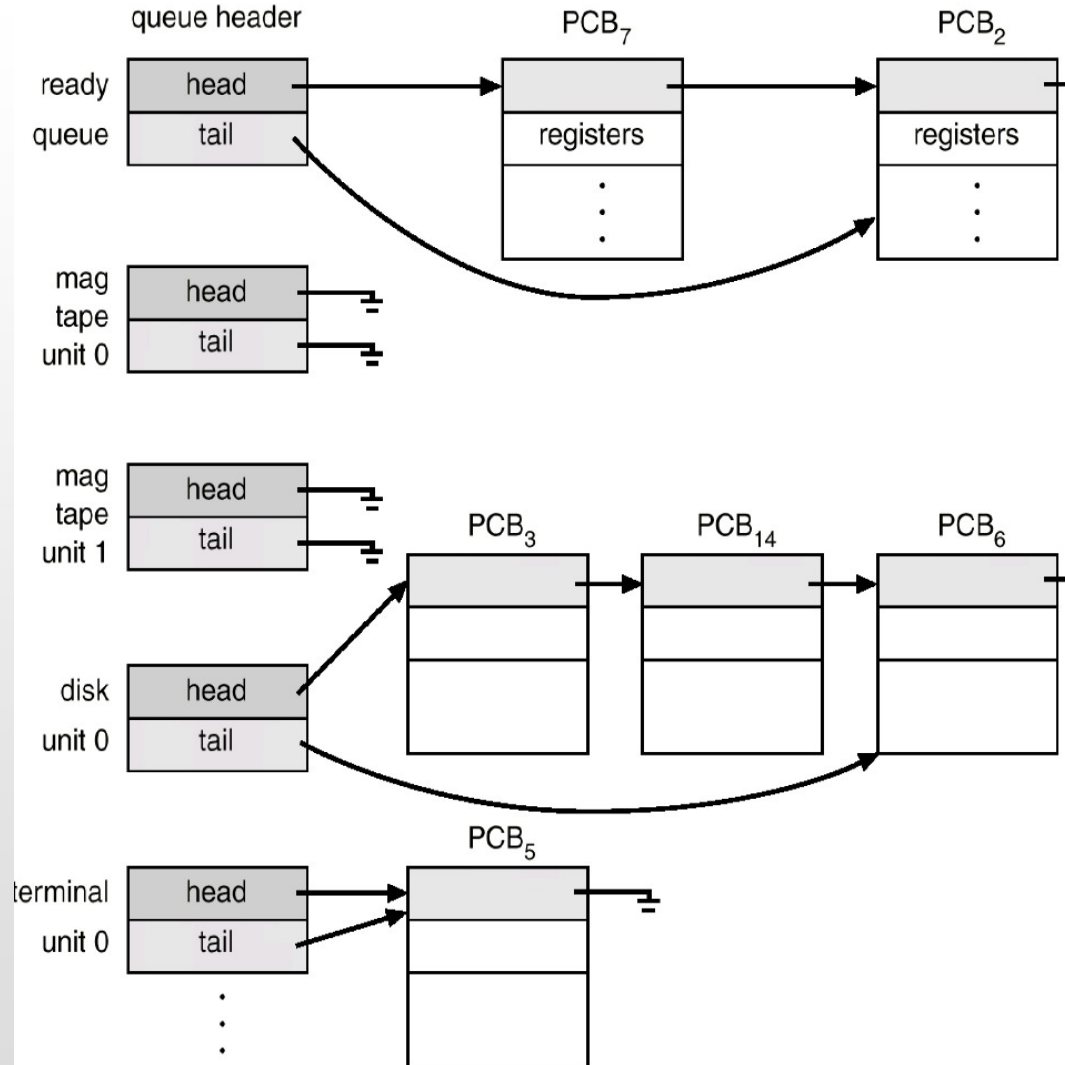 queue header
PCB7
PCB2
ready
head
queue
tail
registers
registers
mag
tape
unit 0
head
tail
mag
tape
unit 1
head
tail
PCB3
PCB14
PCB6
disk
head
unit 0
tail
PCB5
terminal
head
unit 0
tail